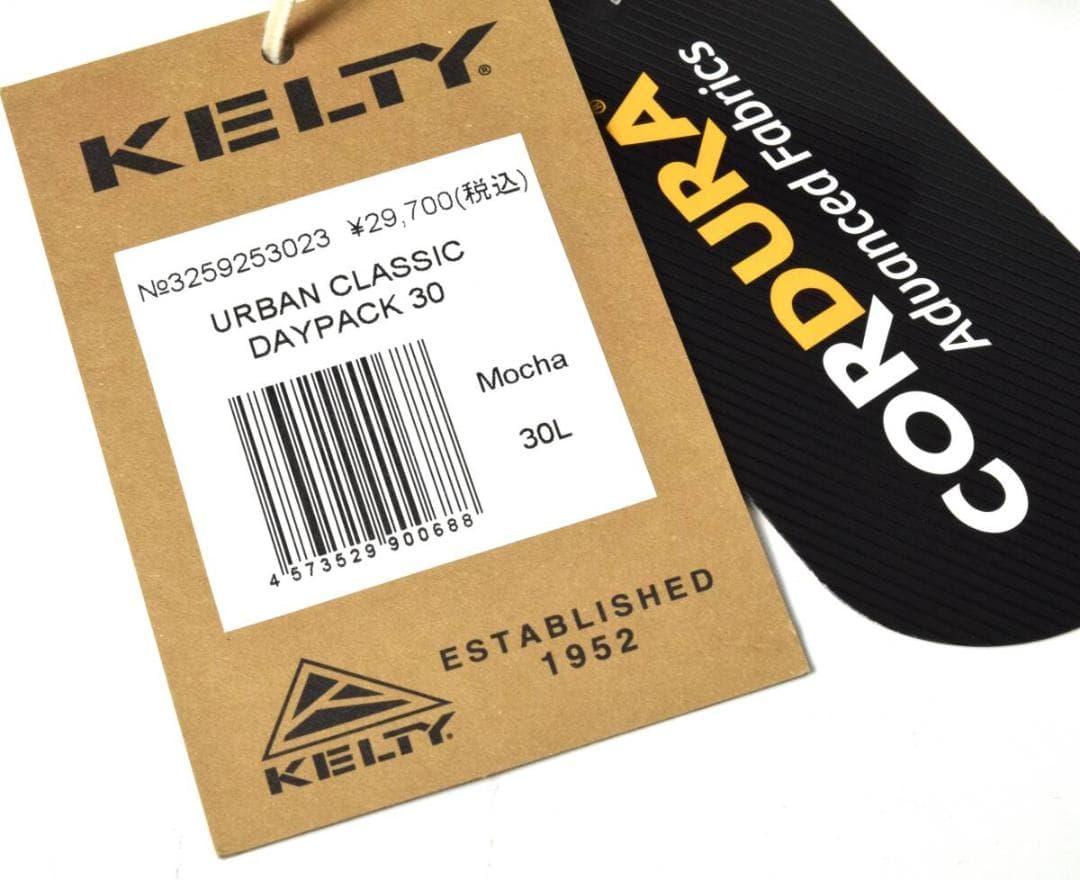 KELTY®
№3259253023 ¥29,700(税込)
URBAN CLASSIC
DAYPACK 30
Mocha
30L
4 573529 900688
ESTABLISHED
1952
KELTY
CORDURA®
Advanced Fabrics